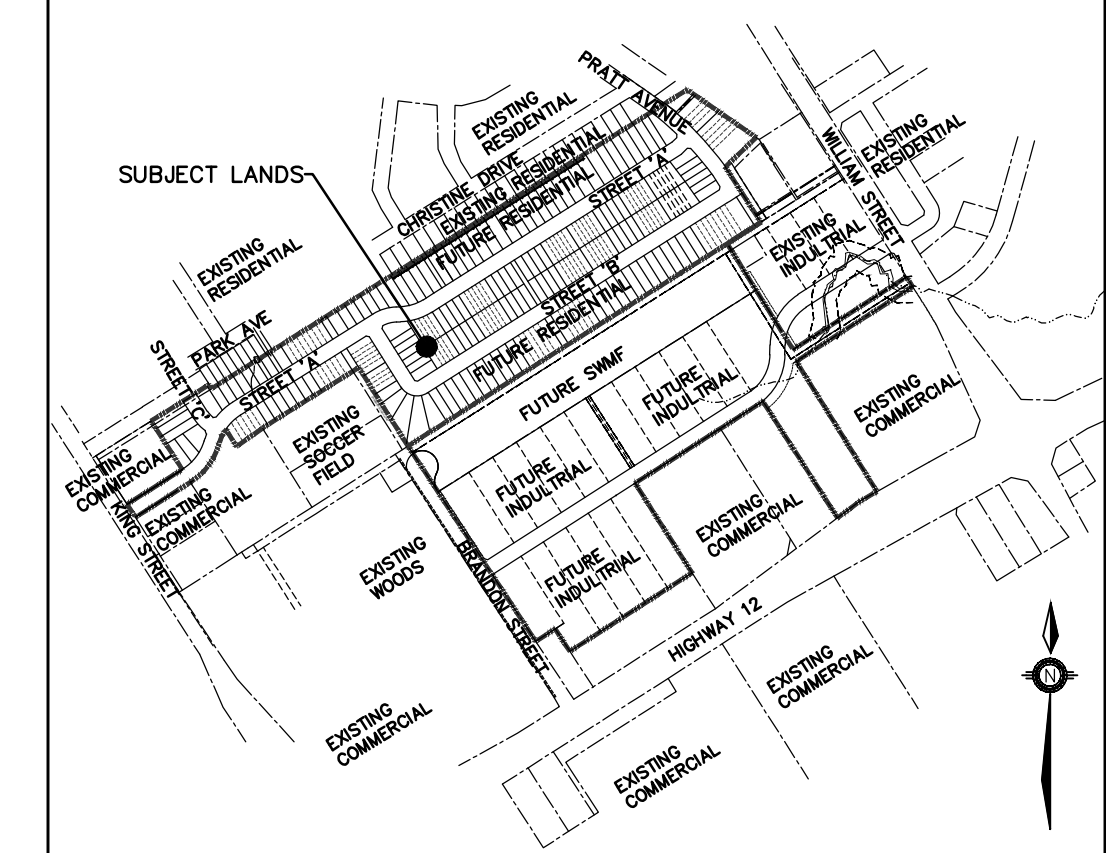 PRATT AVENUE
EXISTING
RESIDENTIAL
WILLIAM STREET
EXISTING
RESIDENTIAL
SUBJECT LANDS
CHRISTINE DRIVE
EXISTING RESIDENTIAL
FUTURE RESIDENTIAL
STREET 'A'
EXISTING
RESIDENTIAL
EXISTING
INDULTRIAL
STREET 'B'
FUTURE RESIDENTIAL
PARK AVE
STREET 'C'
STREET 'A'
FUTURE SWMF
FUTURE
INDULTRIAL
EXISTING
COMMERCIAL
EXISTING
SOCCER
FIELD
EXISTING
COMMERCIAL
EXISTING
COMMERCIAL
KING STREET
FUTURE
INDULTRIAL
EXISTING
COMMERCIAL
EXISTING
WOODS
BRANDON STREET
FUTURE
INDULTRIAL
HIGHWAY 12
EXISTING
COMMERCIAL
N
EXISTING
COMMERCIAL
EXISTING
COMMERCIAL